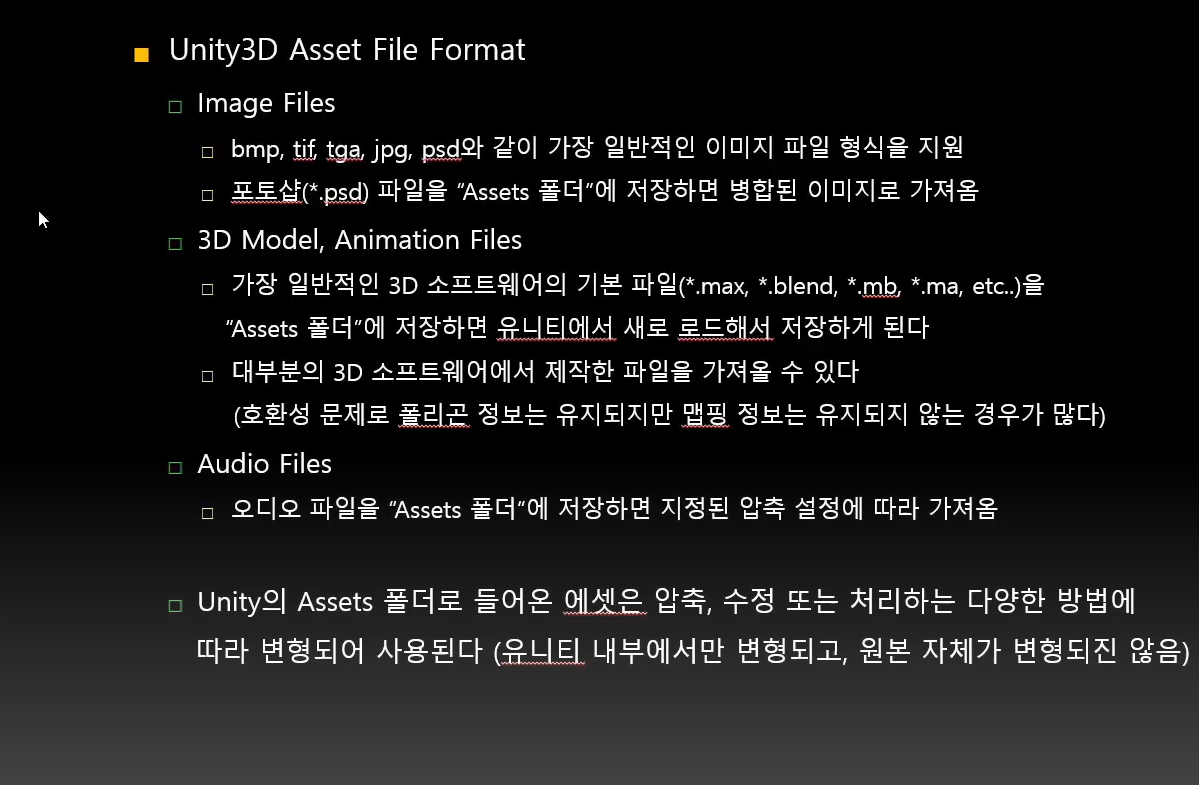 Unity3D Asset File Format
Image Files
bmp, tif, tga, jpg, psd와 같이 가장 일반적인 이미지 파일 형식을 지원
포토샵(*.psd) 파일을 “Assets 폴더”에 저장하면 병합된 이미지로 가져옴
3D Model, Animation Files
가장 일반적인 3D 소프트웨어의 기본 파일(*.max, *.blend, *.mb, *.ma, etc..)을
“Assets 폴더”에 저장하면 유니티에서 새로 로드해서 저장하게 된다
대부분의 3D 소프트웨어에서 제작한 파일을 가져올 수 있다
(호환성 문제로 폴리곤 정보는 유지되지만 맵핑 정보는 유지되지 않는 경우가 많다)
Audio Files
오디오 파일을 “Assets 폴더“에 저장하면 지정된 압축 설정에 따라 가져옴
Unity의 Assets 폴더로 들어온 에셋은 압축, 수정 또는 처리하는 다양한 방법에
따라 변형되어 사용된다 (유니티 내부에서만 변형되고, 원본 자체가 변형되진 않음)